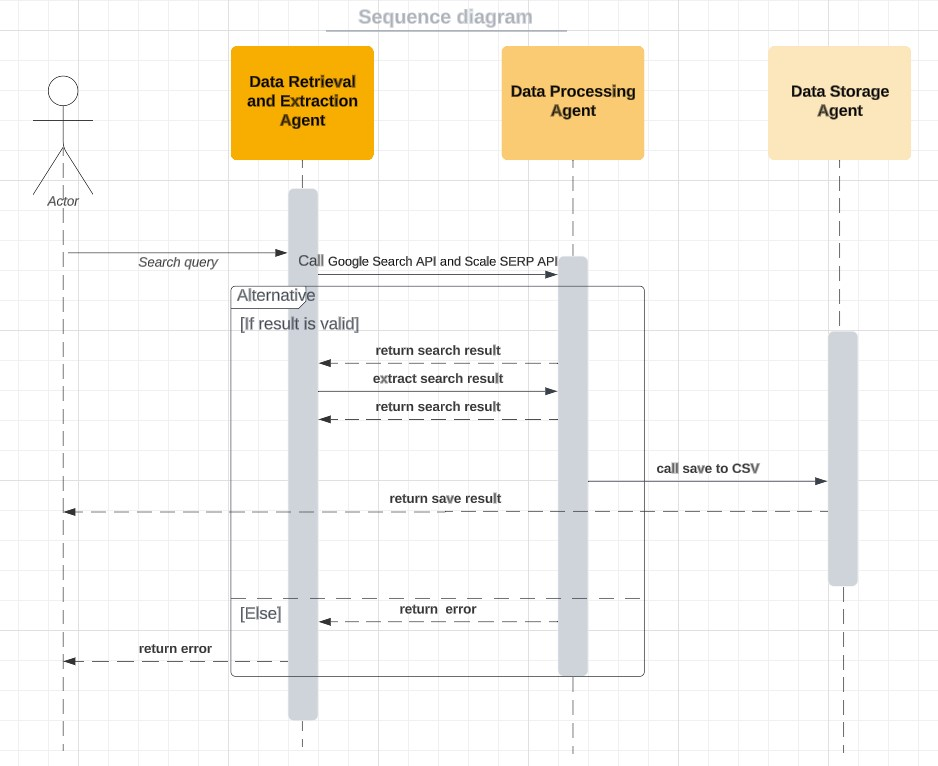 Sequence diagram
Data Retrieval
and Extraction
Agent
Data Processing
Agent
Data Storage
Agent
Actor
Search query
Call Google Search API and Scale SERP API
Alternative
[If result is valid]
return search result
extract search result
return search result
call save to CSV
return save result
[Else]
return  error
return error